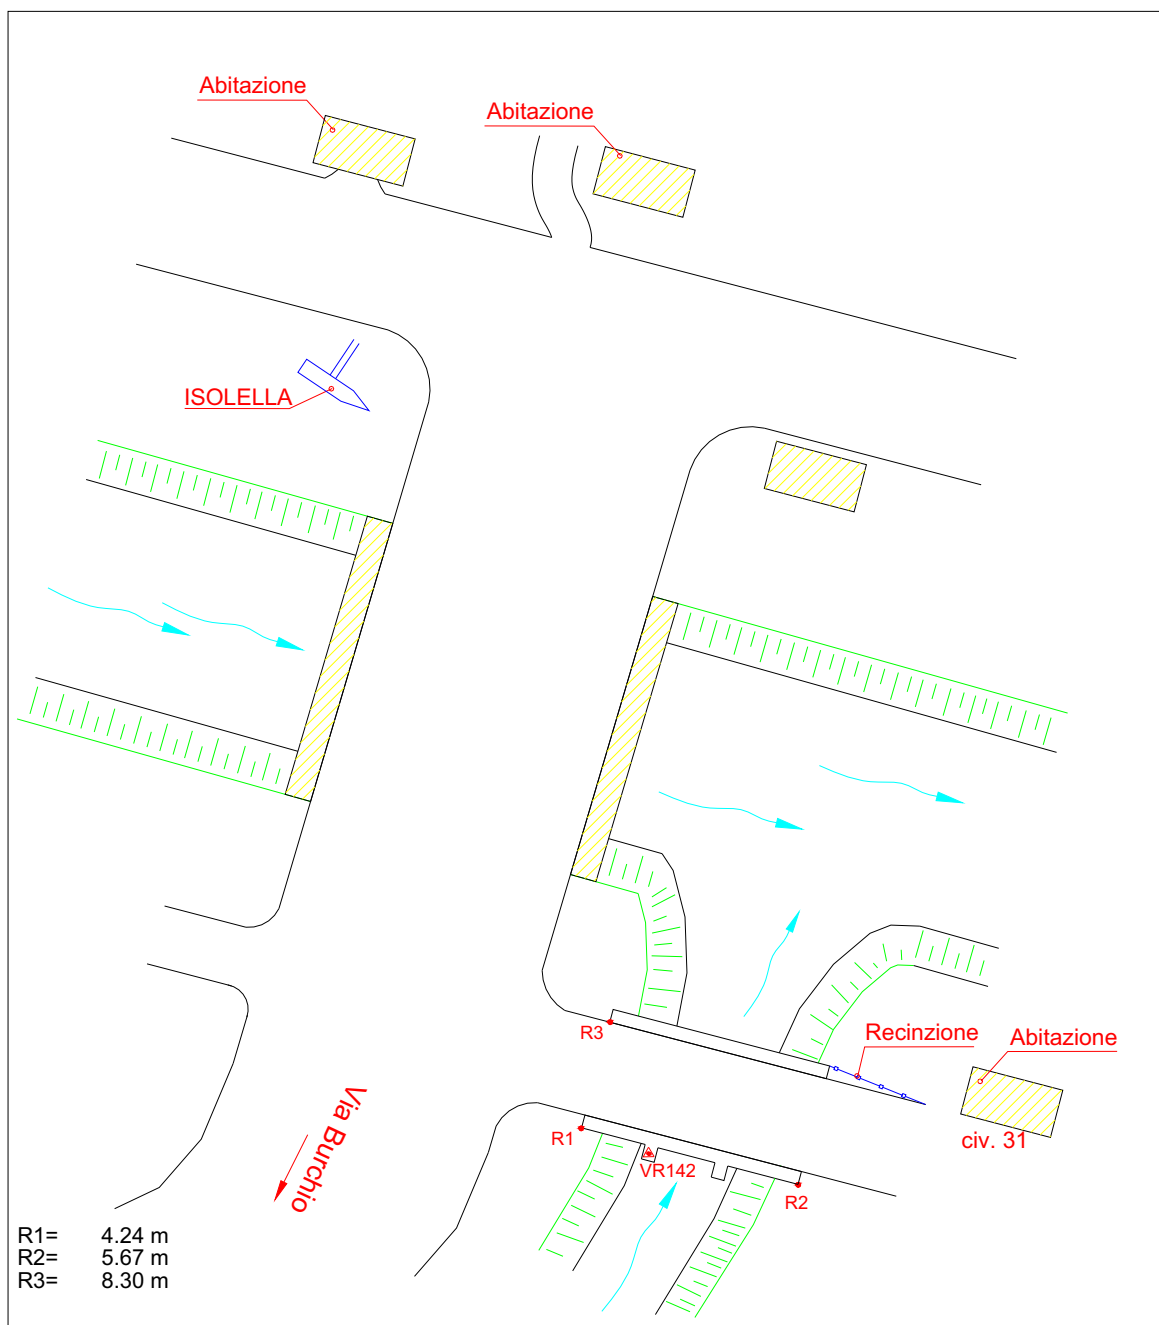 Abitazione
Abitazione
ISOLELLA
R3
Recinzione
Abitazione
civ. 31
R1
VR142
R2
Via Burchio
R1= 4.24 m
R2= 5.67 m
R3= 8.30 m